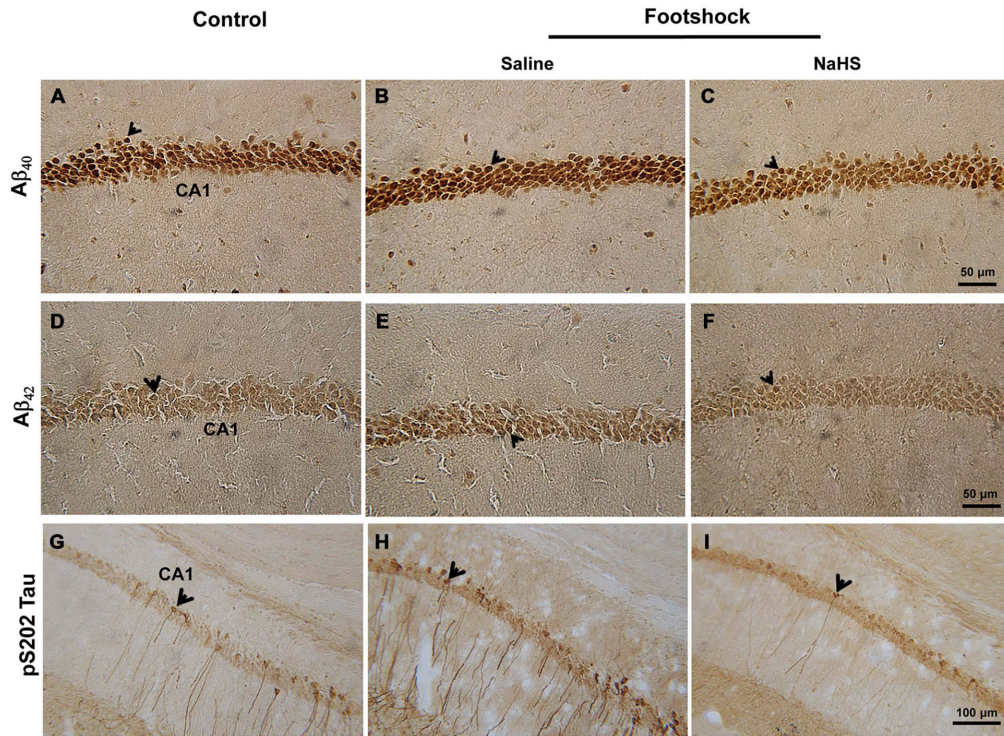 Control
Footshock
Saline
NaHS
Aβ40
A
CA1
B
C
50 µm
Aβ42
D
CA1
E
F
50 µm
pS202 Tau
G
CA1
H
I
100 µm